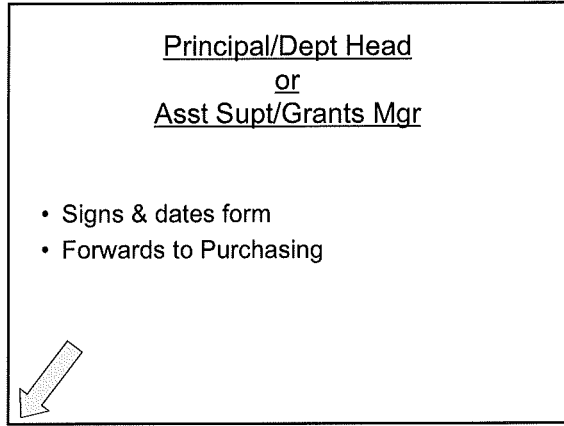 Principal/Dept Head
or
Asst Supt/Grants Mgr
• Signs & dates form
• Forwards to Purchasing